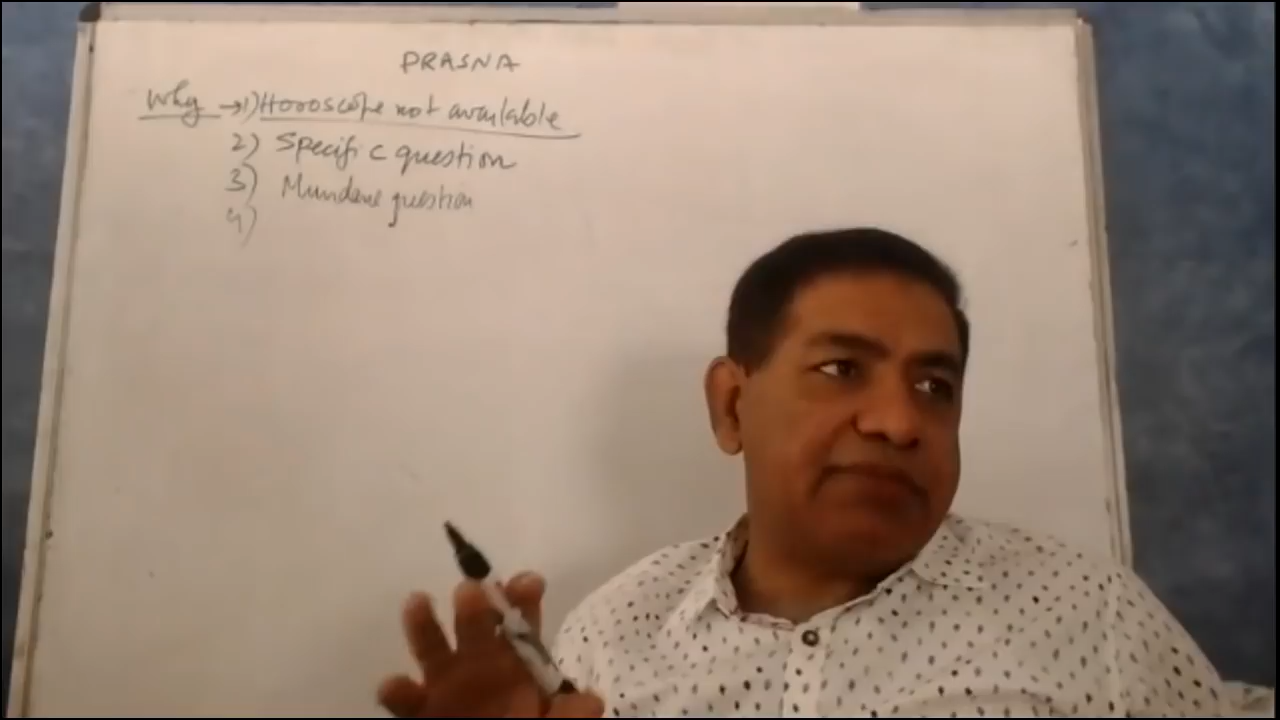 PRASNA
Why → 1) Horoscope not available
2) Specific question
3) Mundane question
4)